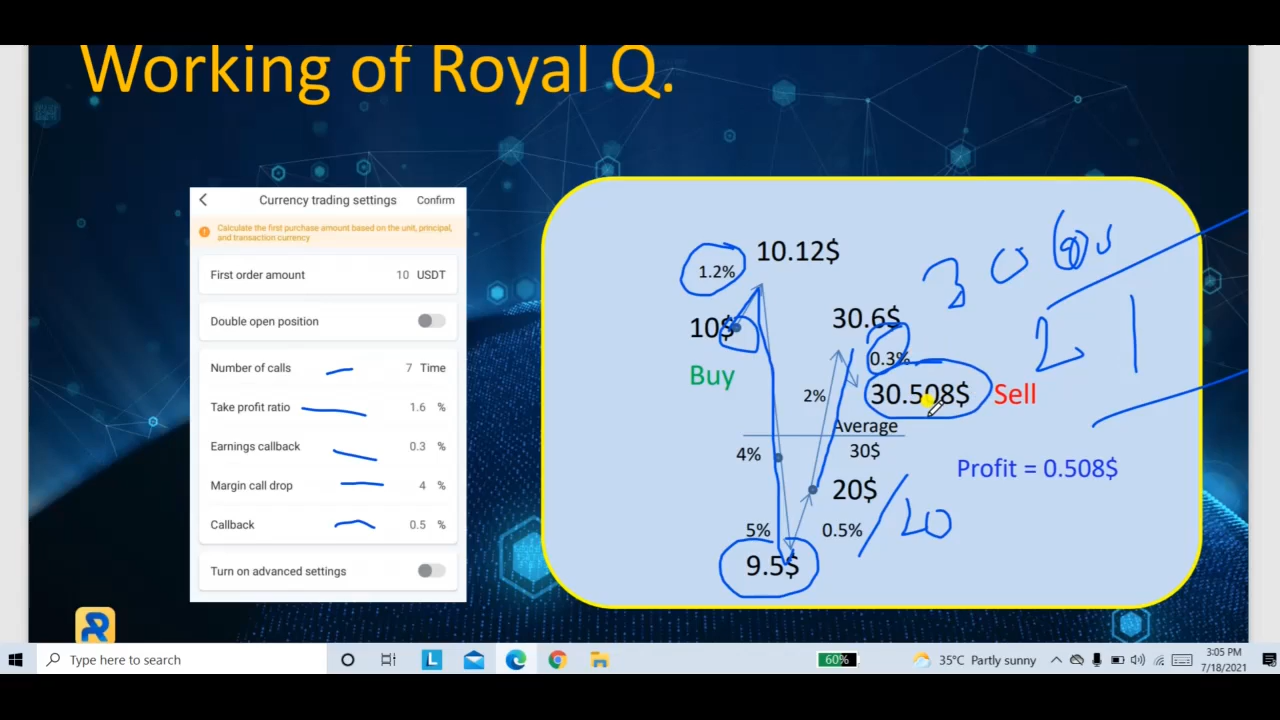 Working of Royal Q.
Currency trading settings Confirm
Calculate the first purchase amount based on the unit, principal,
and transaction currency
First order amount 10 USDT
Double open position
Number of calls 7 Time
Take profit ratio 1.6 %
Earnings callback 0.3 %
Margin call drop 4 %
Callback 0.5 %
Turn on advanced settings
10.12$
1.2%
10$
Buy
30.6$
0.3%
30.508$ Sell
2%
Average
30$
4%
Profit = 0.508$
20$
5%
0.5%
9.5$
20
Type here to search
L
60%
35°C Partly sunny
3:05 PM
7/18/2021